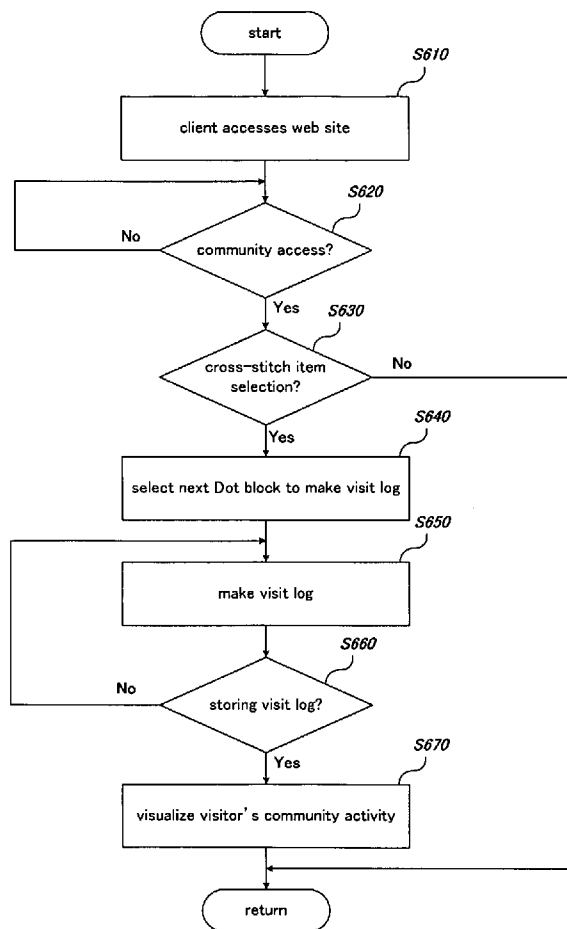 start
S610
client accesses web site
S620
No
community access?
Yes
S630
cross-stitch item
selection?
No
Yes
S640
select next Dot block to make visit log
S650
make visit log
S660
No
storing visit log?
Yes
S670
visualize visitor's community activity
return